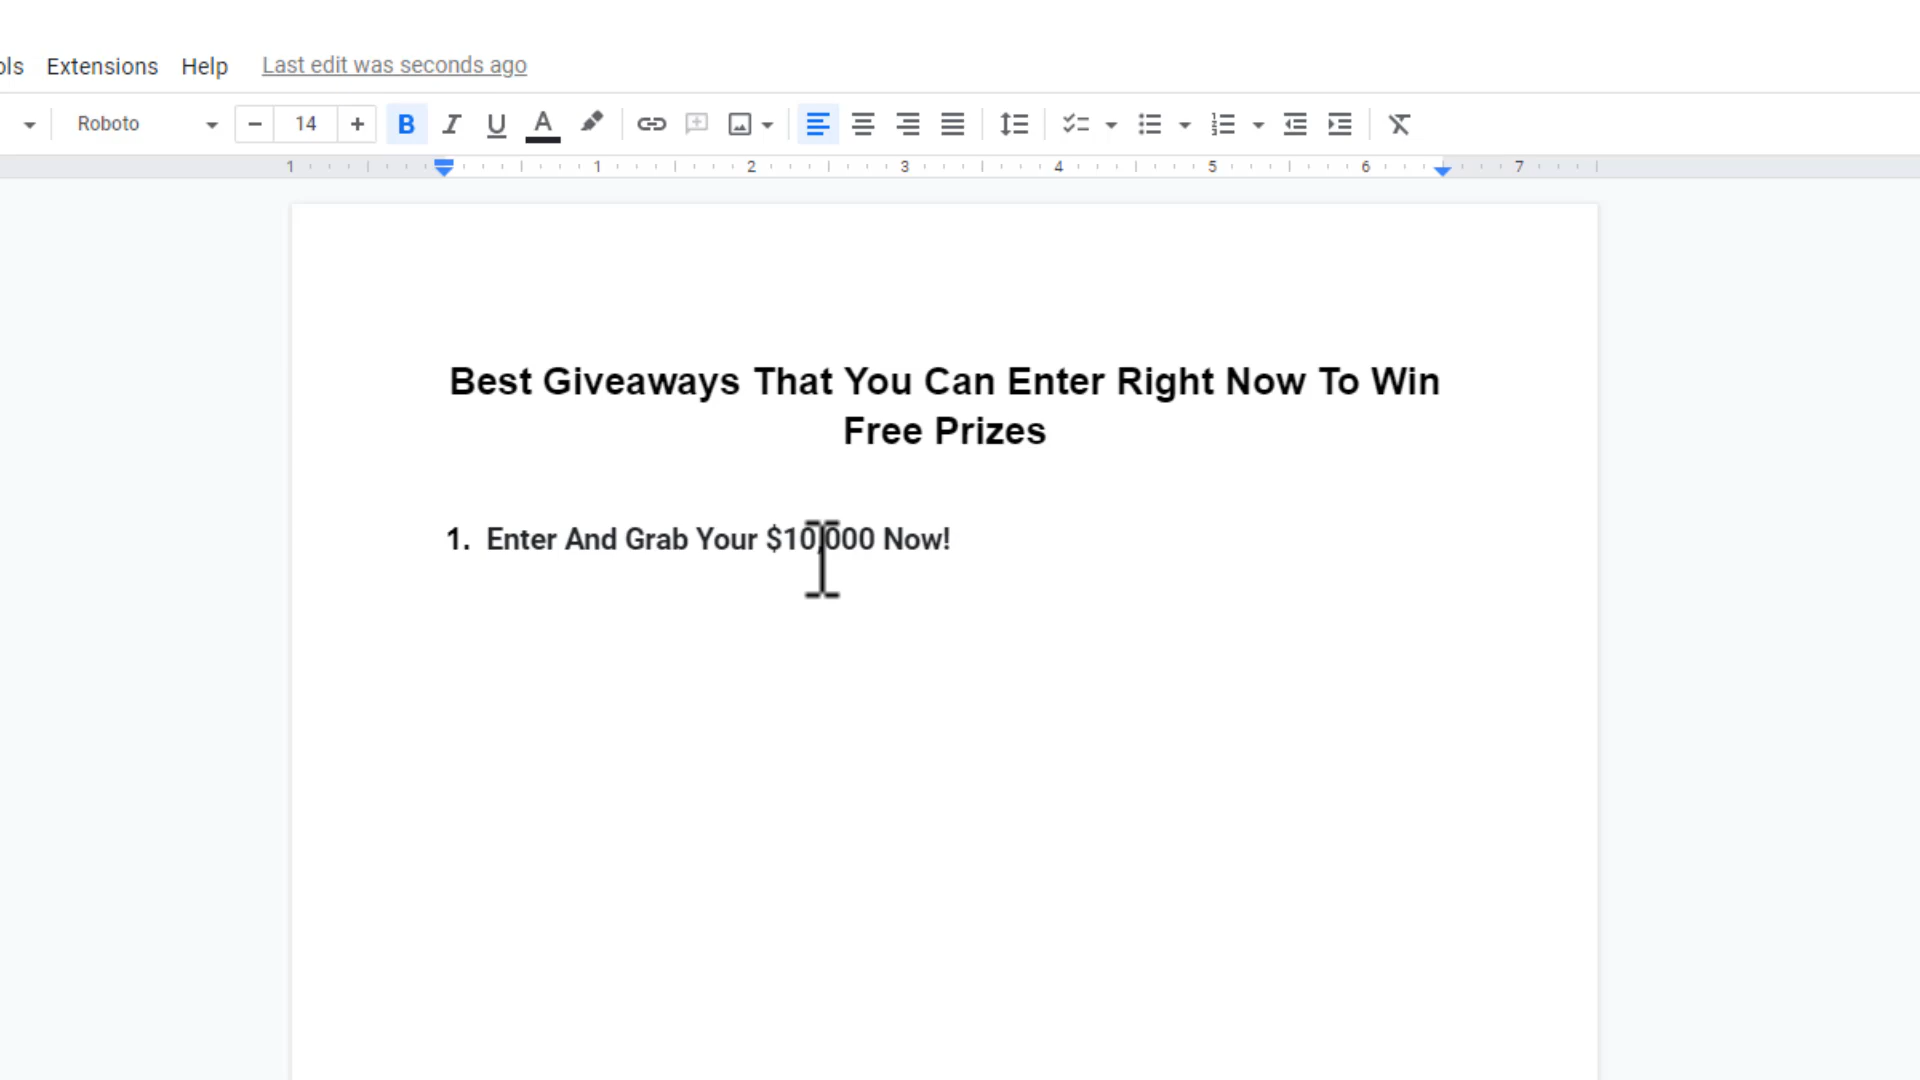 ols Extensions Help Last edit was seconds ago
Roboto - 14 + B I U A
1 1 2 3 4 5 6 7
Best Giveaways That You Can Enter Right Now To Win
Free Prizes
1. Enter And Grab Your $10,000 Now!